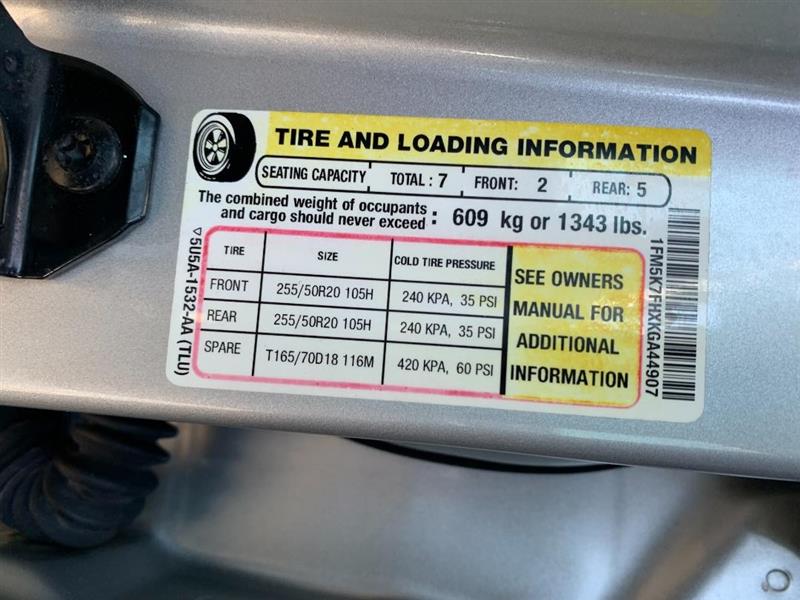 TIRE AND LOADING INFORMATION
SEATING CAPACITY TOTAL : 7 FRONT: 2 REAR: 5
The combined weight of occupants
and cargo should never exceed : 609 kg or 1343 lbs.
TIRE SIZE COLD TIRE PRESSURE
FRONT 255/50R20 105H 240 KPA, 35 PSI
REAR 255/50R20 105H 240 KPA, 35 PSI
SPARE T165/70D18 116M 420 KPA, 60 PSI
SEE OWNERS
MANUAL FOR
ADDITIONAL
INFORMATION
5U5A-1532-AA (TLU)
1FM5K7FHXKGA44907